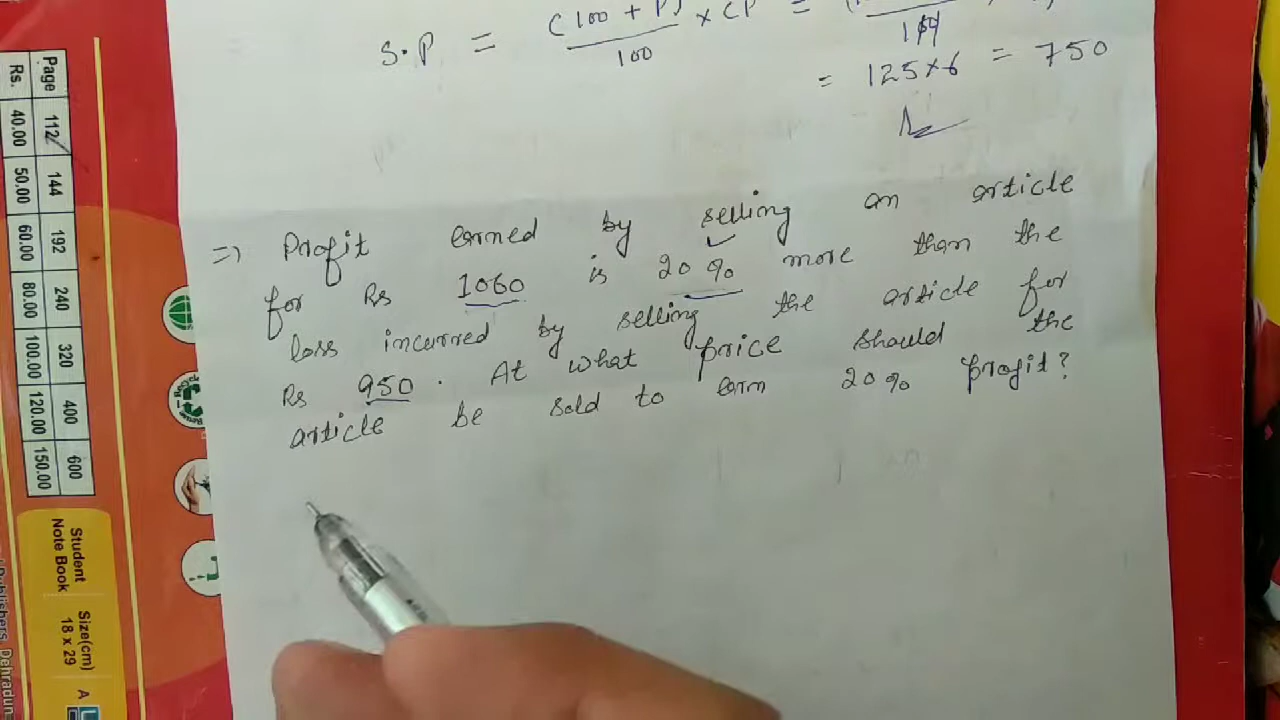 S.P = (100 + P) / 100 × CP =
= 125×6 = 750
=> Profit earned by selling an article
for Rs 1060 is 20% more than the
loss incurred by selling the article for
Rs 950. At what price should the
article be sold to earn 20% profit?
Page 112 144 192 240 320 400 600
Rs. 40.00 50.00 60.00 80.00 100.00 120.00 150.00
Student
Note Book
Size(cm)
18 x 29
A
Publishers, Dehradun